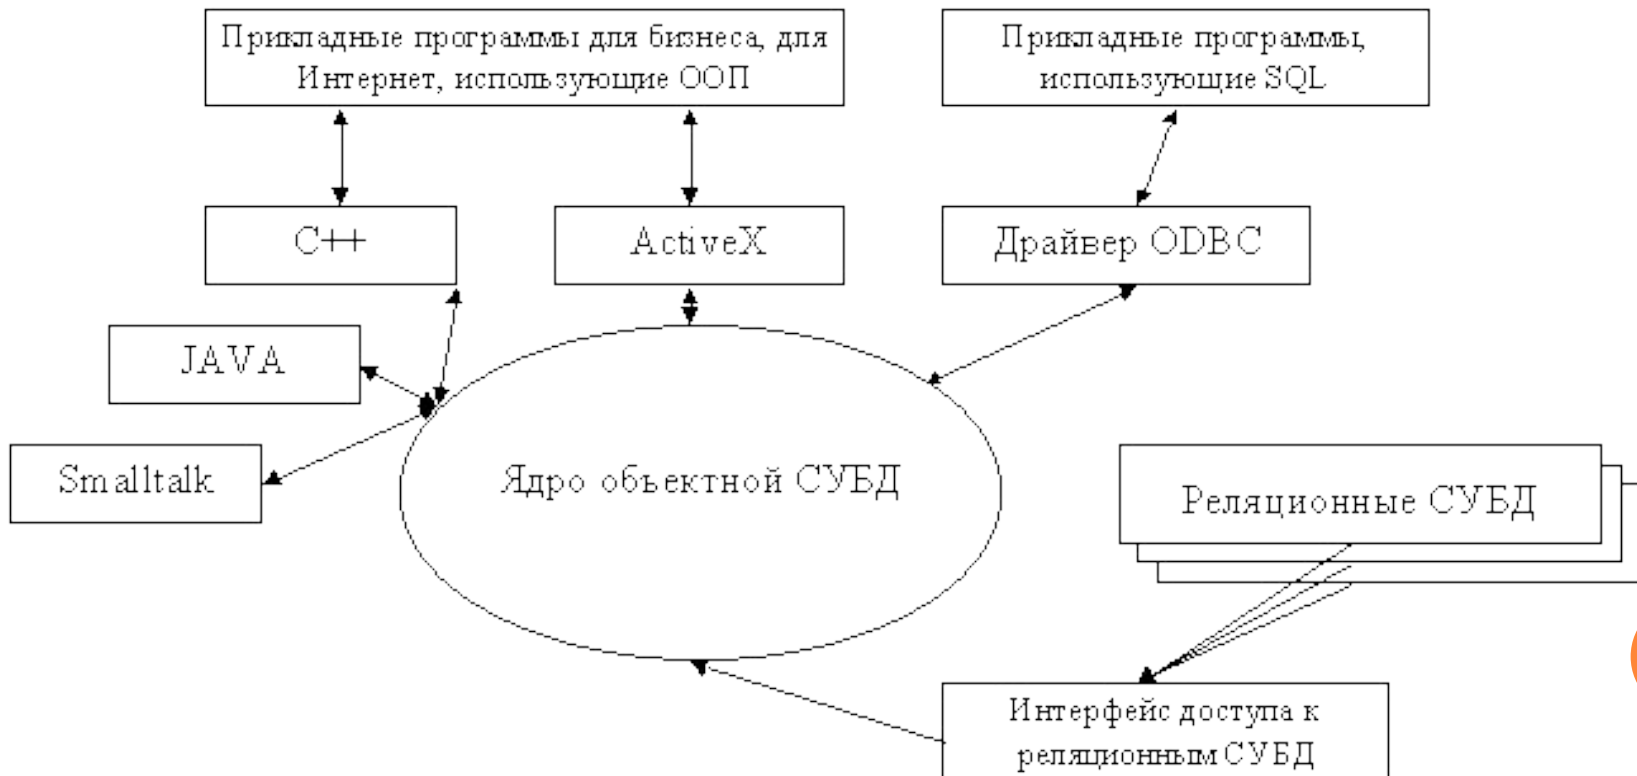 Прикладные программы для бизнеса, для
Интернет, использующие ООП
Прикладные программы,
использующие SQL
C++
ActiveX
Драйвер ODBC
JAVA
Smalltalk
Ядро объектной СУБД
Реляционные СУБД
Интерфейс доступа к
реляционным СУБД